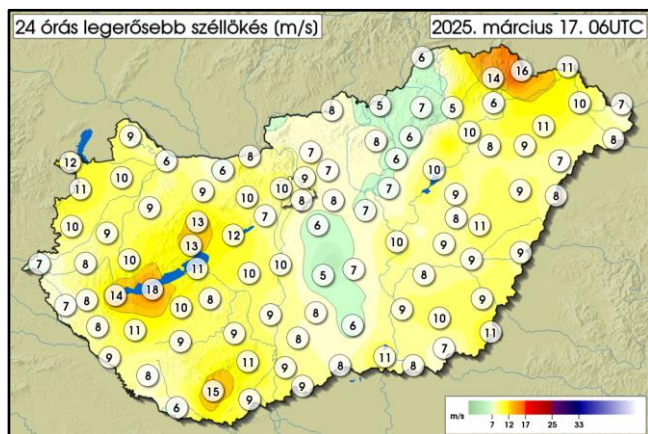 24 órás legerősebb széllökés (m/s)
2025. március 17. 06UTC
6
14 16 11
8 5 7 5 6 10 7
9 8 6 10 11 8
12 6 8 7 6 8 9 7
11 10 6 7 10
9 10 10 9 7 9 9 8
9 8 8 7
10 9 13 7 6 8 11
13 12 10 9
7 8 10 11 10 10 5 7 8 9 9
14 18
7 8 10 8 9 8 9 9
8 11 9 6 10 11
9 9 8 7
8 11 9 8 11 8
15 9
6 9
m/s 7 12 17 25 33